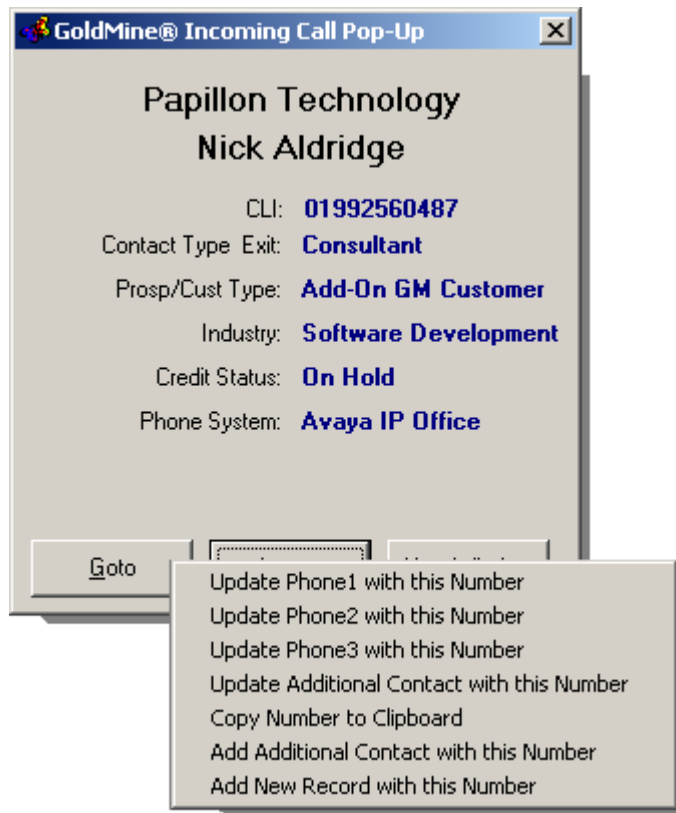 GoldMine® Incoming Call Pop-Up
Papillon Technology
Nick Aldridge
CLI: 01992560487
Contact Type Exit: Consultant
Prosp/Cust Type: Add-On GM Customer
Industry: Software Development
Credit Status: On Hold
Phone System: Avaya IP Office
Goto
Update Phone1 with this Number
Update Phone2 with this Number
Update Phone3 with this Number
Update Additional Contact with this Number
Copy Number to Clipboard
Add Additional Contact with this Number
Add New Record with this Number